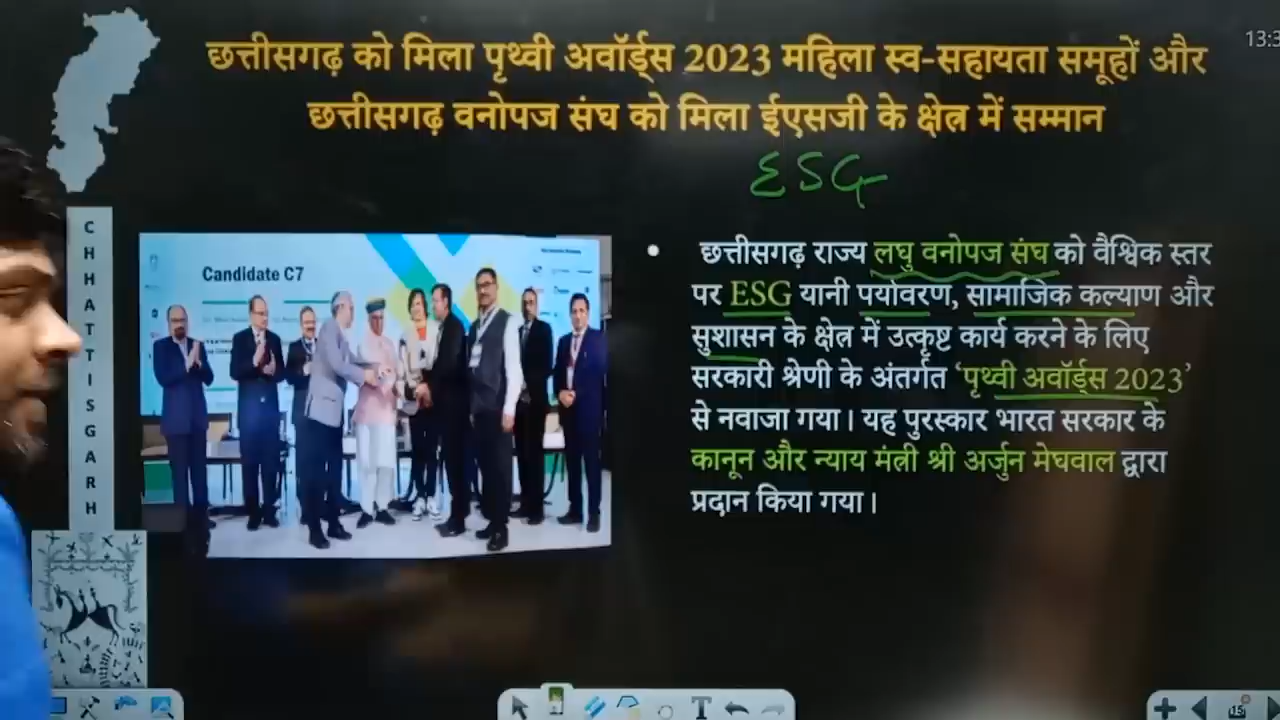 छत्तीसगढ़ को मिला पृथ्वी अवॉर्ड्स 2023 महिला स्व-सहायता समूहों और
छत्तीसगढ़ वनोपज संघ को मिला ईएसजी के क्षेत्र में सम्मान
ESG
CHHATTISGARH
Candidate C7
• छत्तीसगढ़ राज्य लघु वनोपज संघ को वैश्विक स्तर
पर ESG यानी पर्यावरण, सामाजिक कल्याण और
सुशासन के क्षेत्र में उत्कृष्ट कार्य करने के लिए
सरकारी श्रेणी के अंतर्गत ‘पृथ्वी अवॉर्ड्स 2023’
से नवाजा गया। यह पुरस्कार भारत सरकार के
कानून और न्याय मंत्री श्री अर्जुन मेघवाल द्वारा
प्रदान किया गया।
T
15